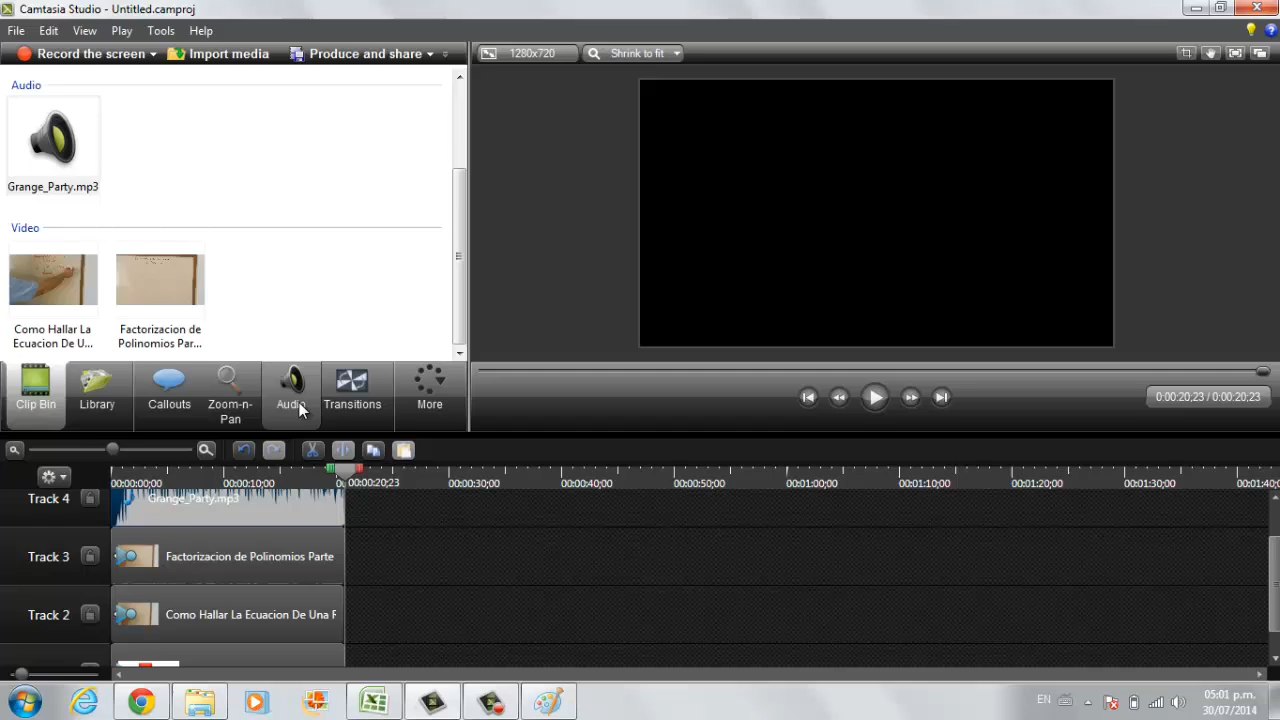 Camtasia Studio - Untitled.camproj
File Edit View Play Tools Help
Record the screen Import media Produce and share
1280x720 Shrink to fit
Audio
Grange_Party.mp3
Video
Como Hallar La
Ecuacion De U...
Factorizacion de
Polinomios Par...
Clip Bin Library Callouts Zoom-n-
Pan Audio Transitions More
0:00:20;23 / 0:00:20;23
00:00:00;00 00:00:10;00 00:00:20;23 00:00:30;00 00:00:40;00 00:00:50;00 00:01:00;00 00:01:10;00 00:01:20;00 00:01:30;00 00:01:40;0
Track 4 Grange_Party.mp3
Track 3 Factorizacion de Polinomios Parte
Track 2 Como Hallar La Ecuacion De Una R
EN 05:01 p.m.
30/07/2014